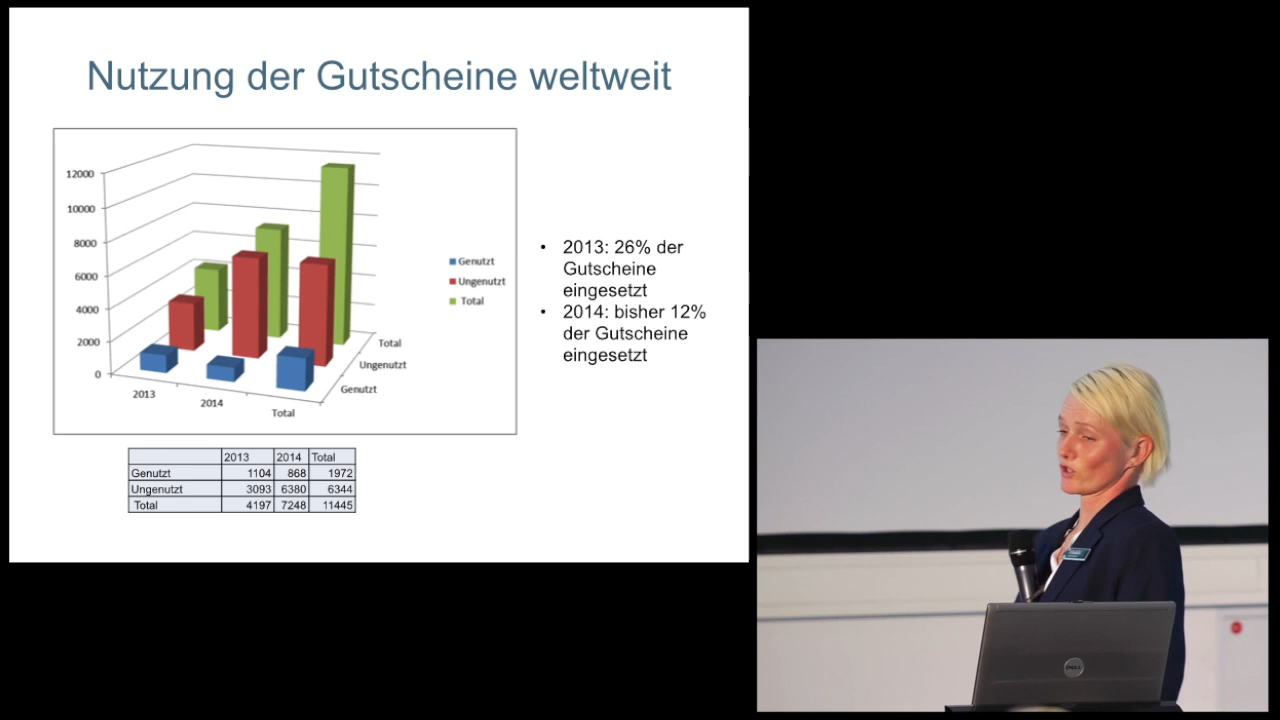 Nutzung der Gutscheine weltweit
12000
10000
8000
6000
4000
2000
0
2013
2014
Total
Total
Ungenutzt
Genutzt
Genutzt
Ungenutzt
Total
• 2013: 26% der
Gutscheine
eingesetzt
• 2014: bisher 12%
der Gutscheine
eingesetzt
2013 2014 Total
Genutzt 1104 868 1972
Ungenutzt 3093 6380 6344
Total 4197 7248 11445
DELL